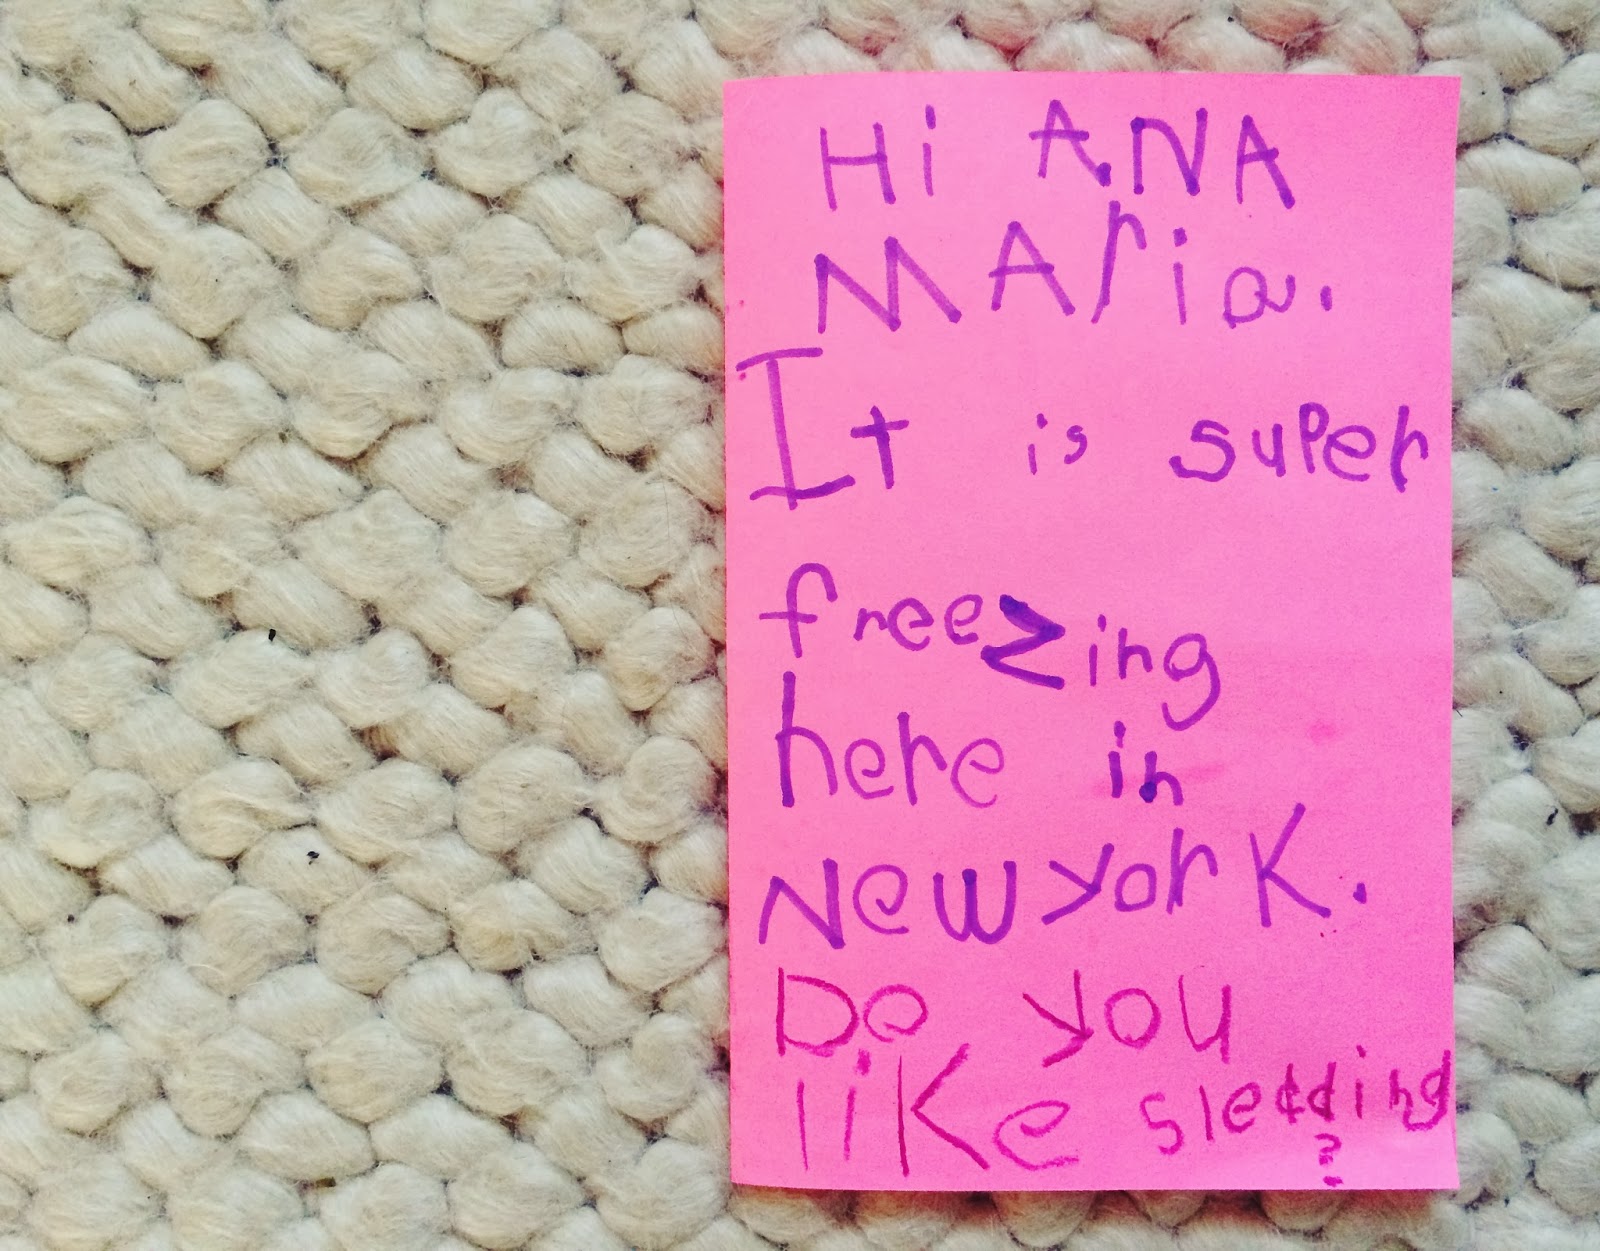 Hi ANA
MAria.
It is super
freezing
here in
New york.
Do you
like sledding
?